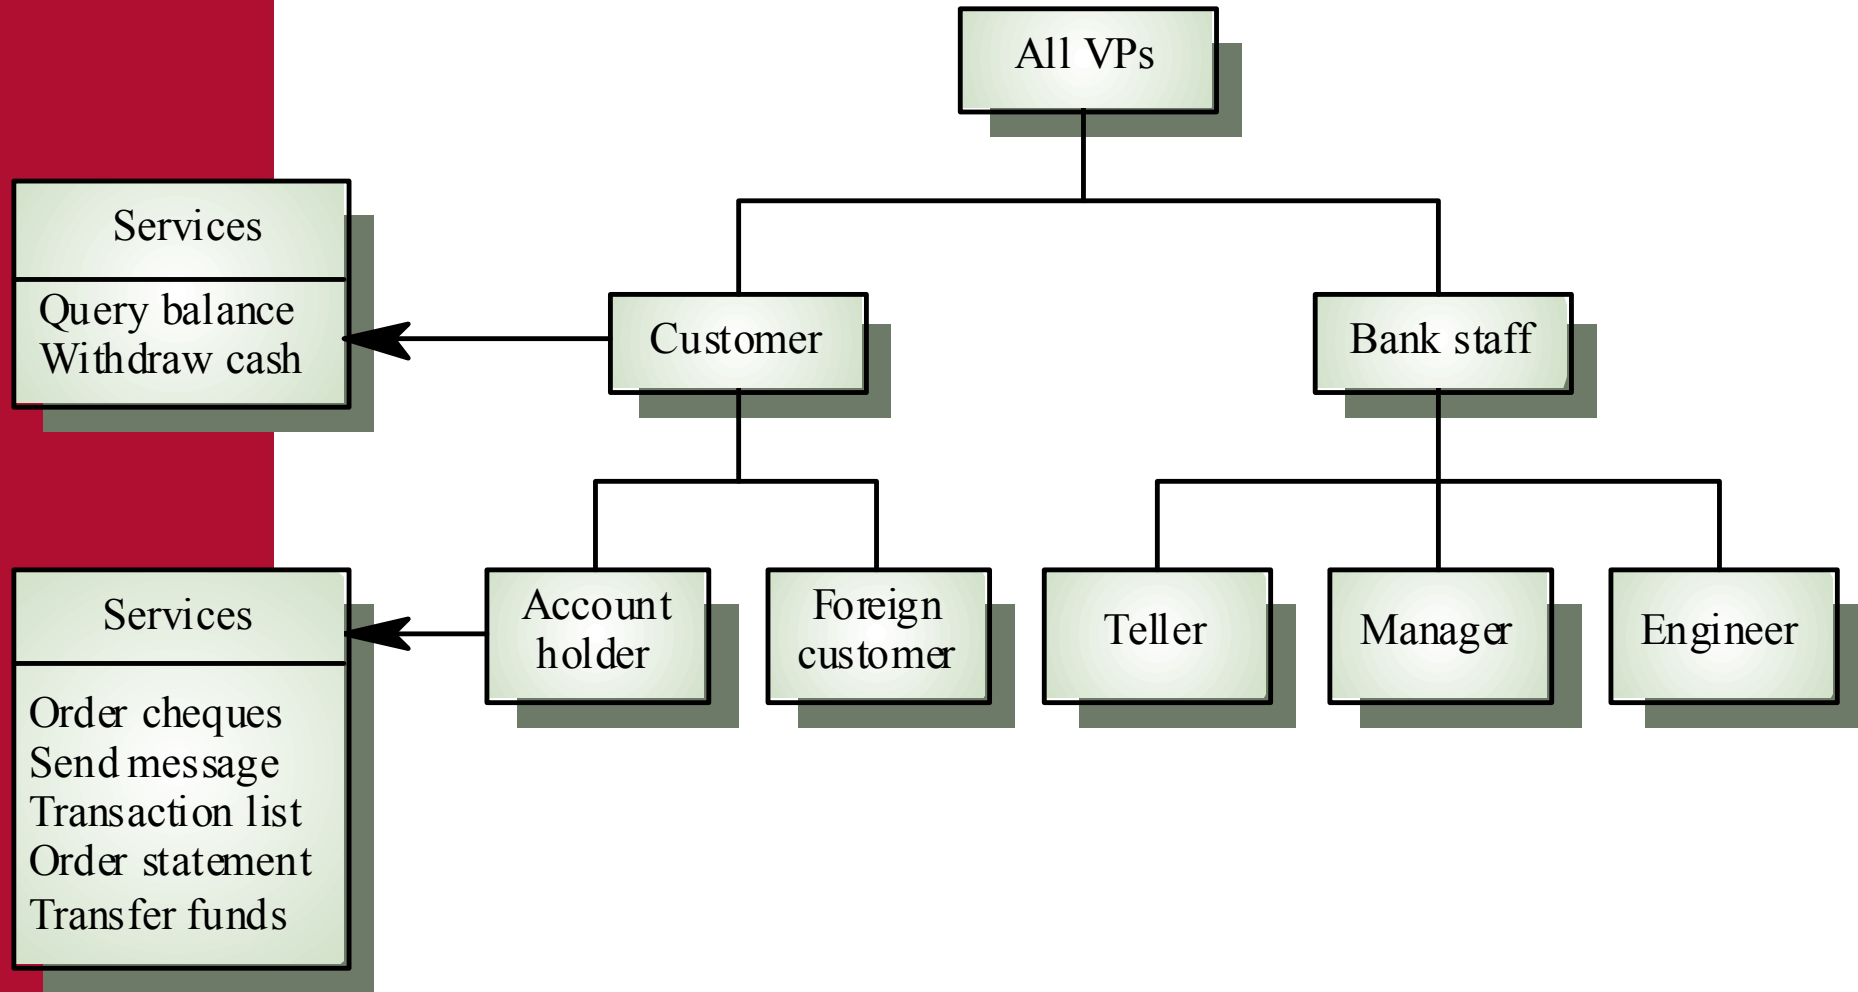 All VPs
Services
Query balance
Withdraw cash
Customer
Bank staff
Services
Order cheques
Send message
Transaction list
Order statement
Transfer funds
Account
holder
Foreign
customer
Teller
Manager
Engineer